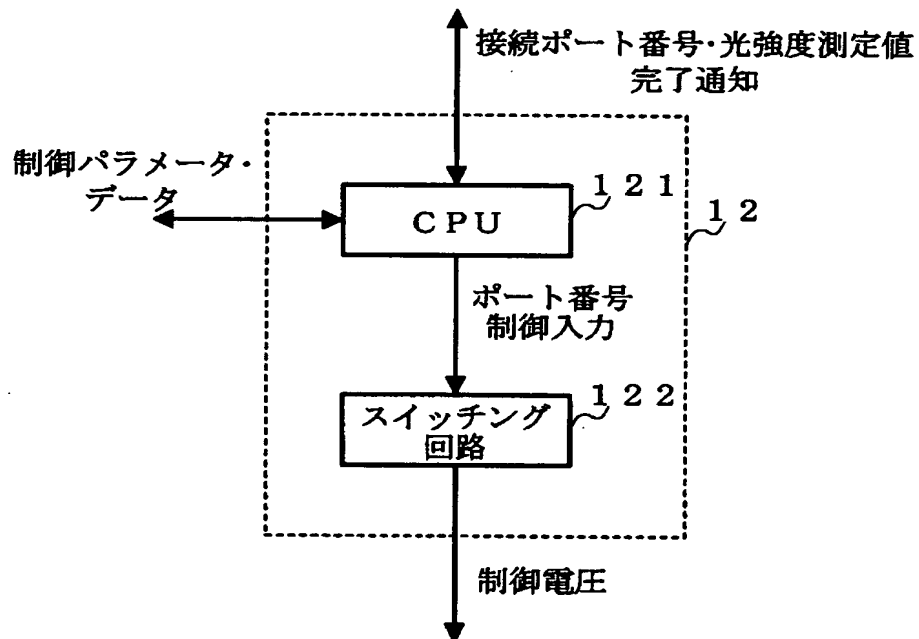 接続ポート番号・光強度測定値
完了通知
制御パラメータ・
データ
CPU
121
12
ポート番号
制御入力
スイッチング
回路
122
制御電圧